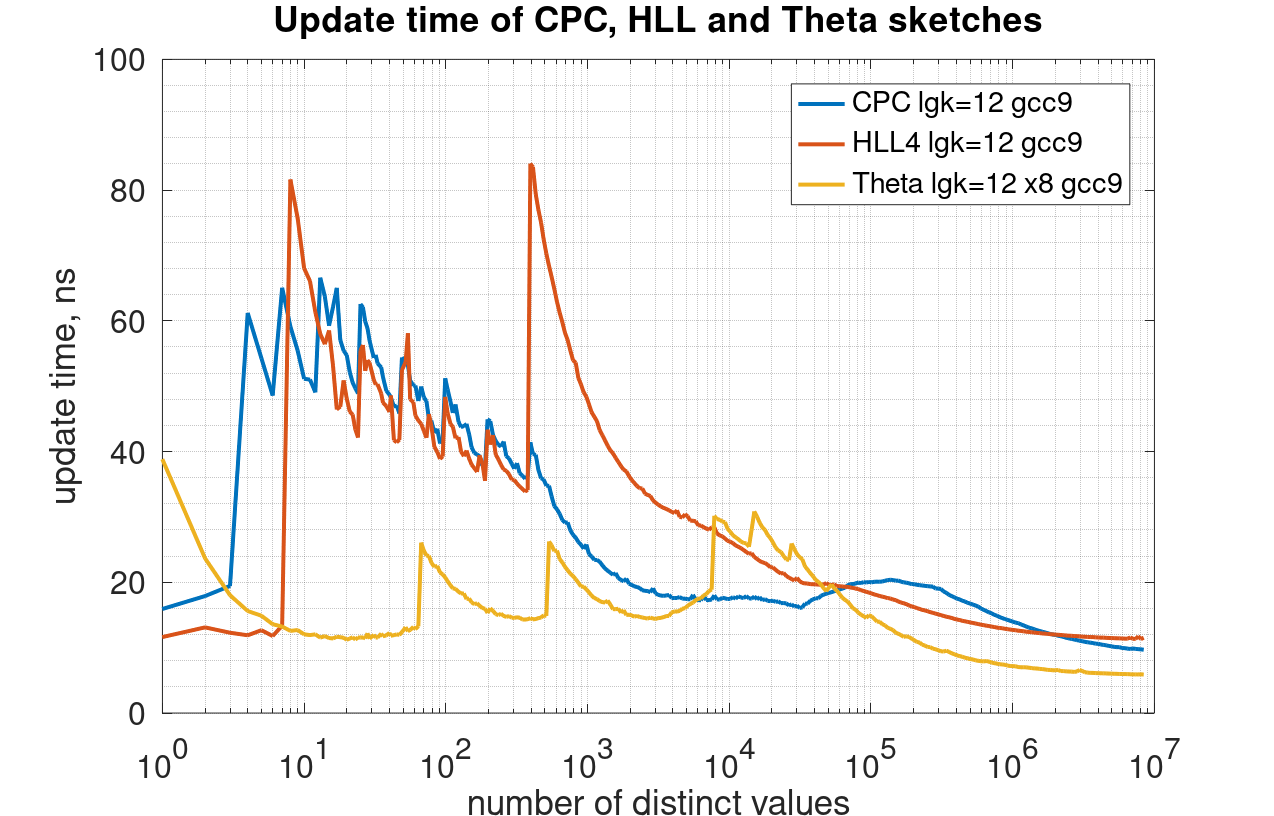 Update time of CPC, HLL and Theta sketches
100
80
60
40
20
0
update time, ns
CPC lgk=12 gcc9
HLL4 lgk=12 gcc9
Theta lgk=12 x8 gcc9
10^0 10^1 10^2 10^3 10^4 10^5 10^6 10^7
number of distinct values